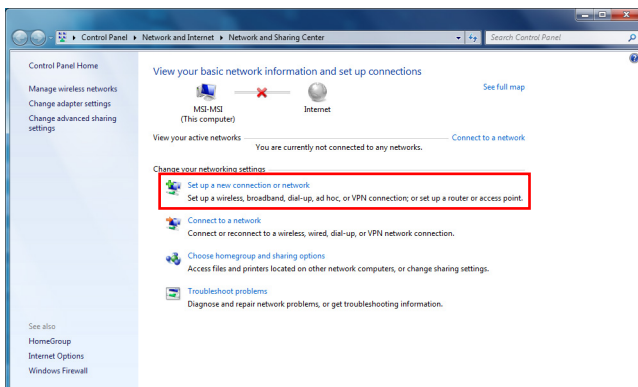 Control Panel ▸ Network and Internet ▸ Network and Sharing Center
Search Control Panel
Control Panel Home
Manage wireless networks
Change adapter settings
Change advanced sharing
settings
See also
HomeGroup
Internet Options
Windows Firewall
View your basic network information and set up connections
See full map
MSI-MSI
(This computer)
Internet
View your active networks
Connect to a network
You are currently not connected to any networks.
Change your networking settings
Set up a new connection or network
Set up a wireless, broadband, dial-up, ad hoc, or VPN connection; or set up a router or access point.
Connect to a network
Connect or reconnect to a wireless, wired, dial-up, or VPN network connection.
Choose homegroup and sharing options
Access files and printers located on other network computers, or change sharing settings.
Troubleshoot problems
Diagnose and repair network problems, or get troubleshooting information.